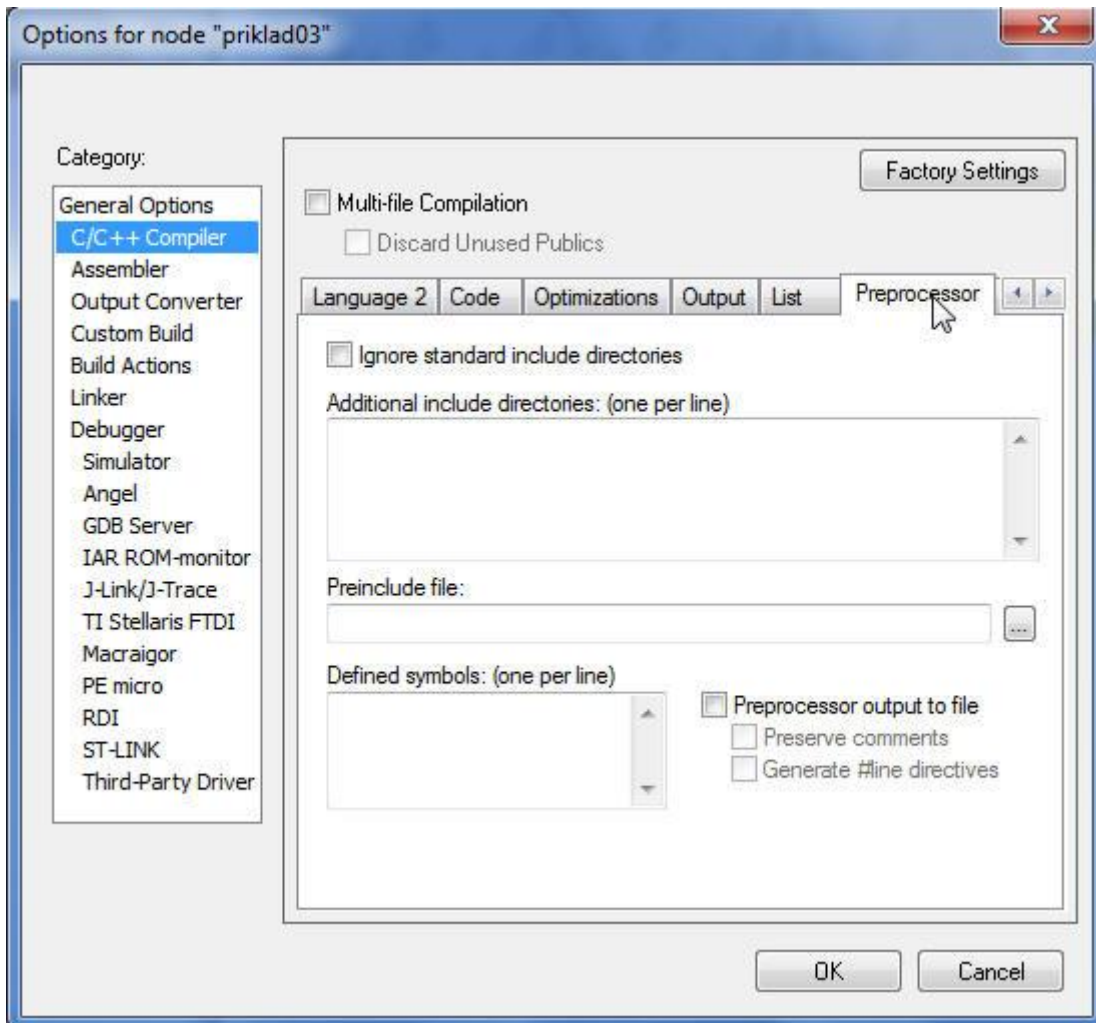 Options for node "priklad03"
Category:
General Options
C/C++ Compiler
Assembler
Output Converter
Custom Build
Build Actions
Linker
Debugger
Simulator
Angel
GDB Server
IAR ROM-monitor
J-Link/J-Trace
TI Stellaris FTDI
Macraigor
PE micro
RDI
ST-LINK
Third-Party Driver
Factory Settings
Multi-file Compilation
Discard Unused Publics
Language 2 Code Optimizations Output List Preprocessor
Ignore standard include directories
Additional include directories: (one per line)
Preinclude file:
...
Defined symbols: (one per line)
Preprocessor output to file
Preserve comments
Generate #line directives
OK Cancel